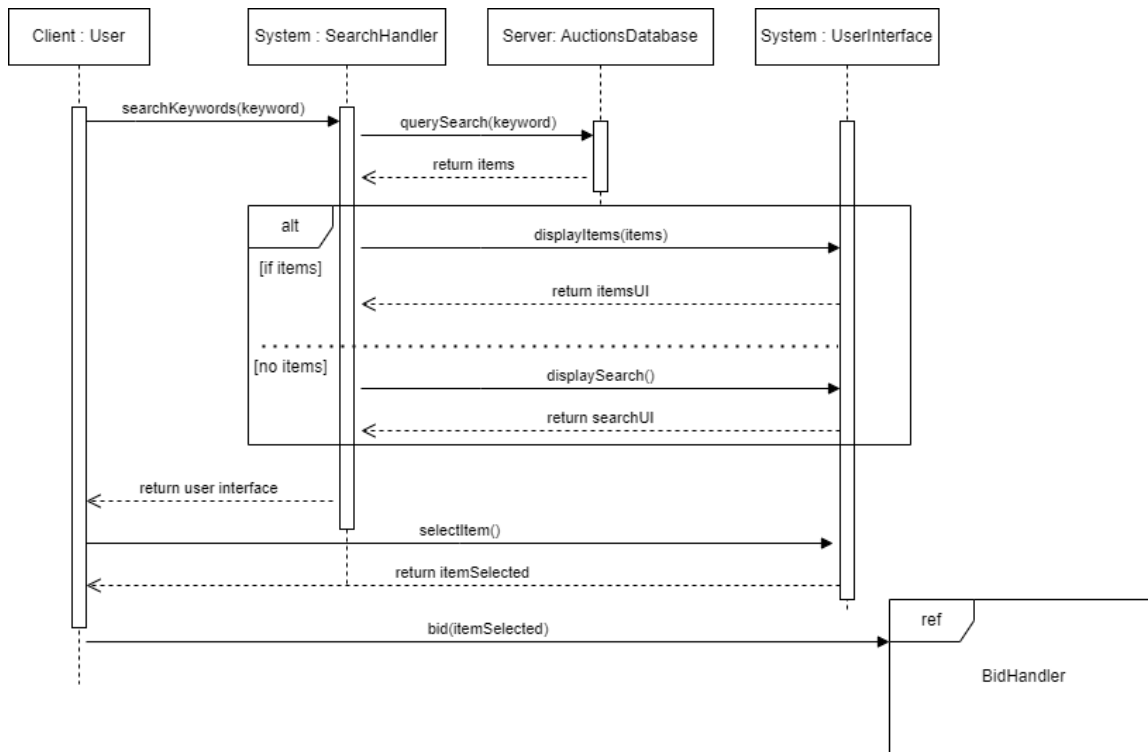 Client : User
System : SearchHandler
Server: AuctionsDatabase
System : UserInterface
searchKeywords(keyword)
querySearch(keyword)
return items
alt
displayItems(items)
[if items]
return itemsUI
[no items]
displaySearch()
return searchUI
return user interface
selectItem()
return itemSelected
ref
bid(itemSelected)
BidHandler